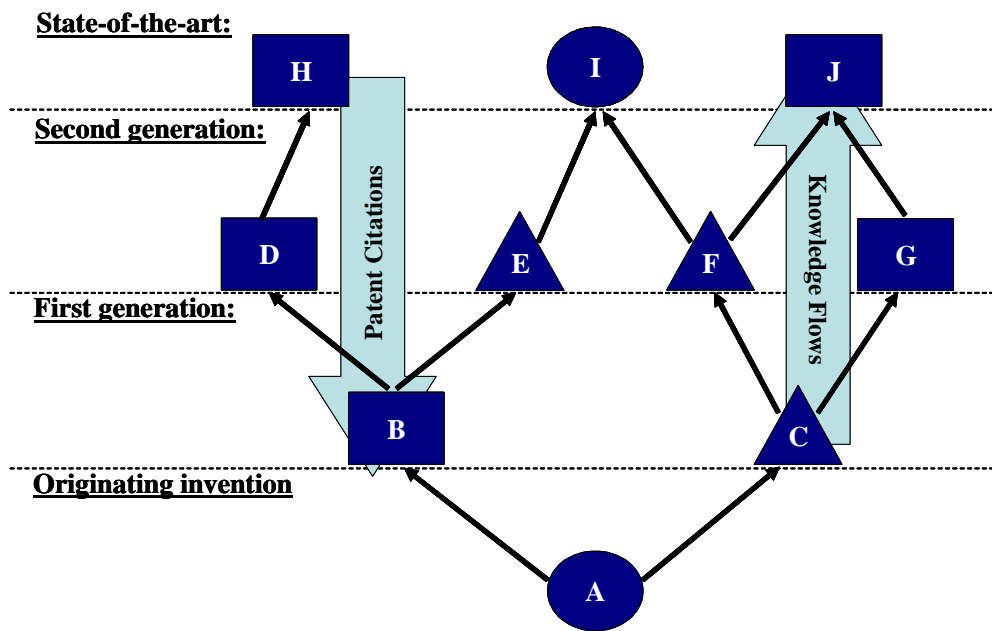 State-of-the-art:
H
I
J
Second generation:
Patent Citations
Knowledge Flows
D
E
F
G
First generation:
B
C
Originating invention
A